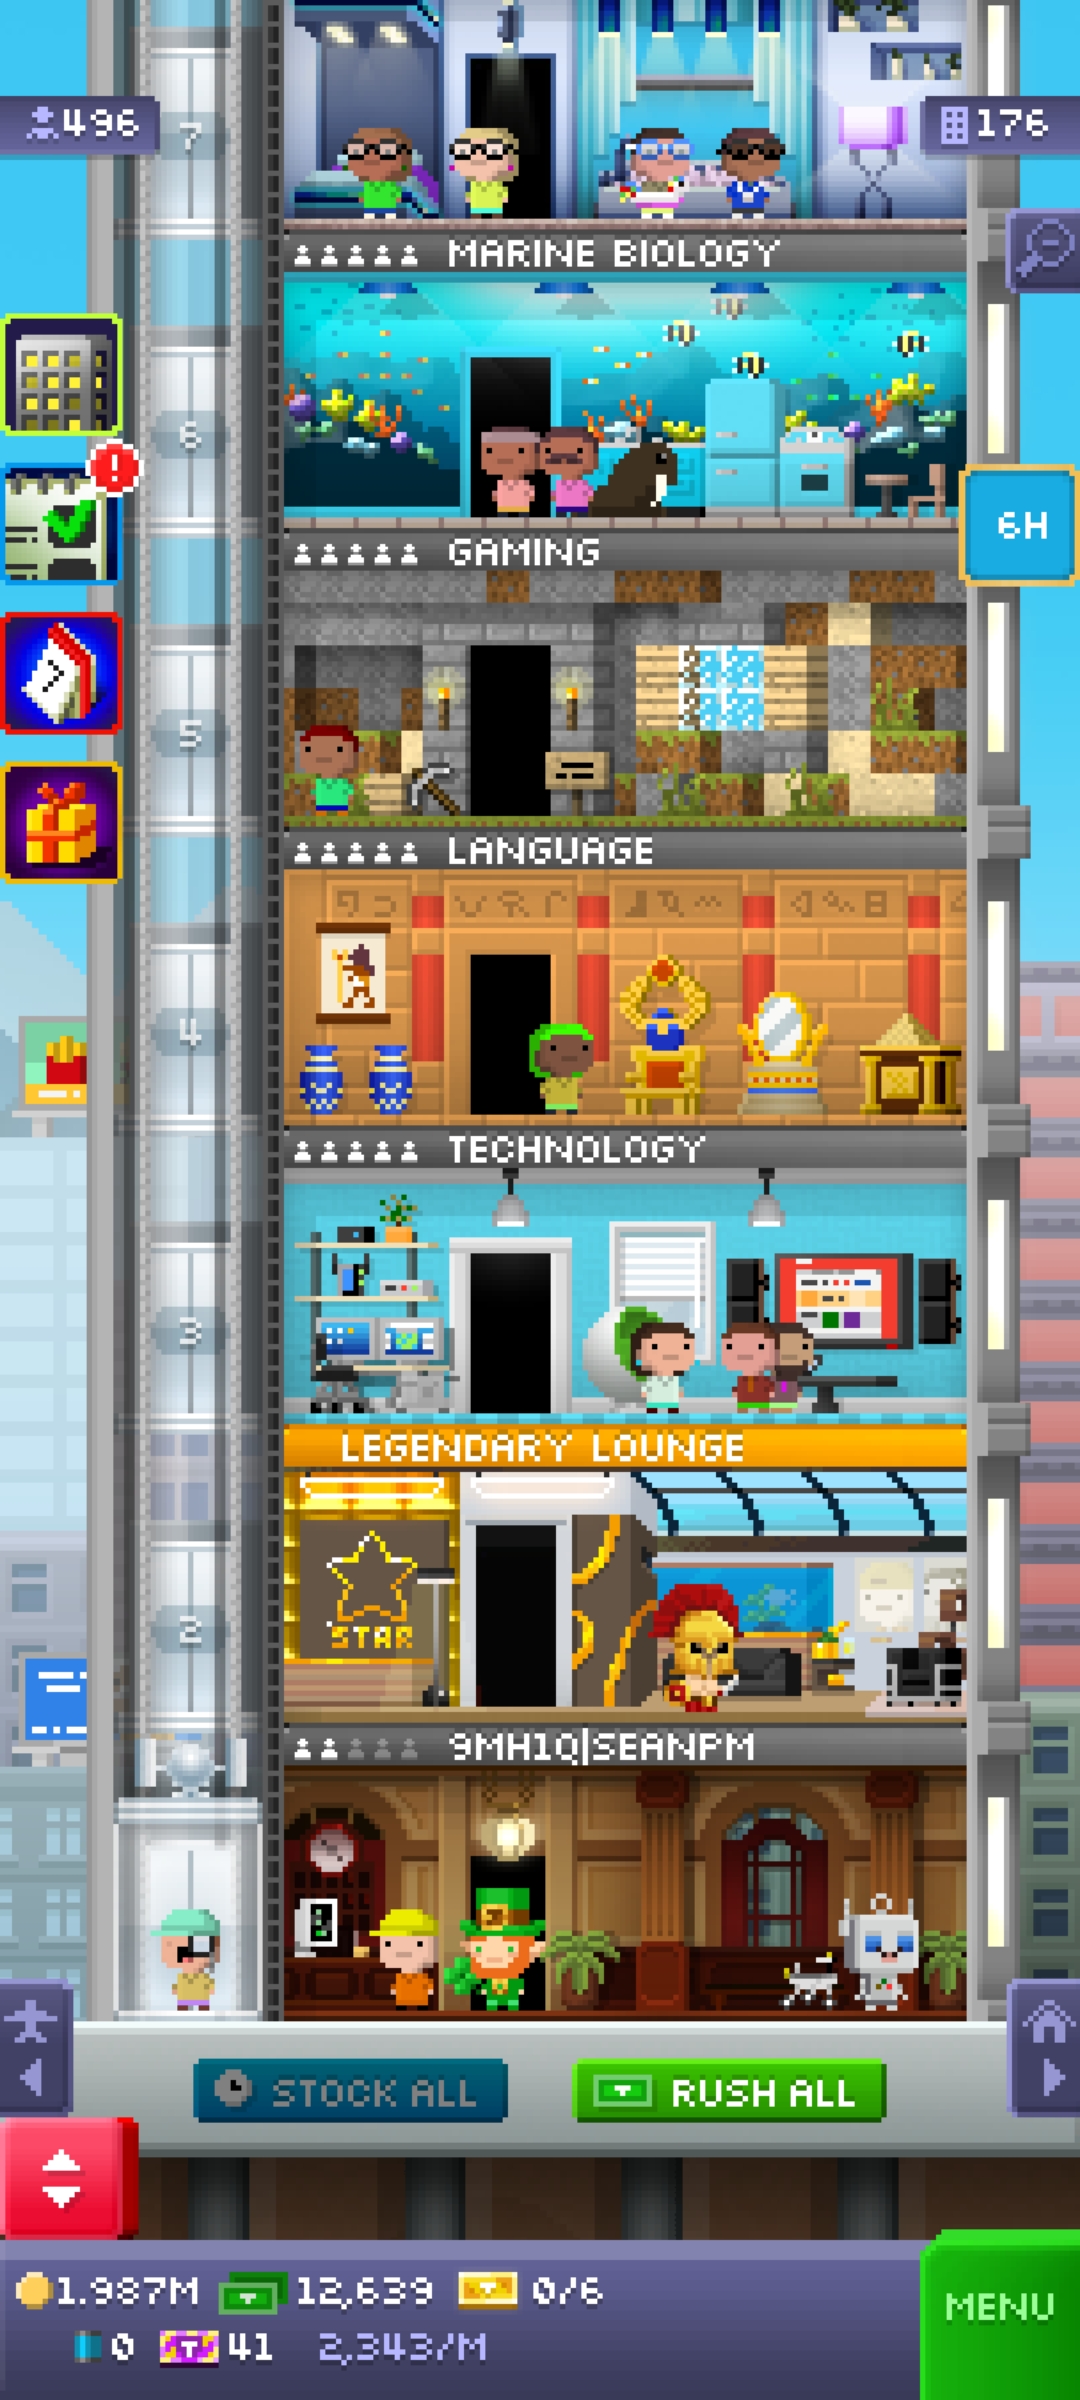 496
176
7
MARINE BIOLOGY
6
6H
GAMING
7
5
LANGUAGE
4
TECHNOLOGY
3
LEGENDARY LOUNGE
STAR
2
9MH1Q|SEANPM
STOCK ALL
RUSH ALL
1.987M 12,639 0/6
MENU
0 41 2,343/M